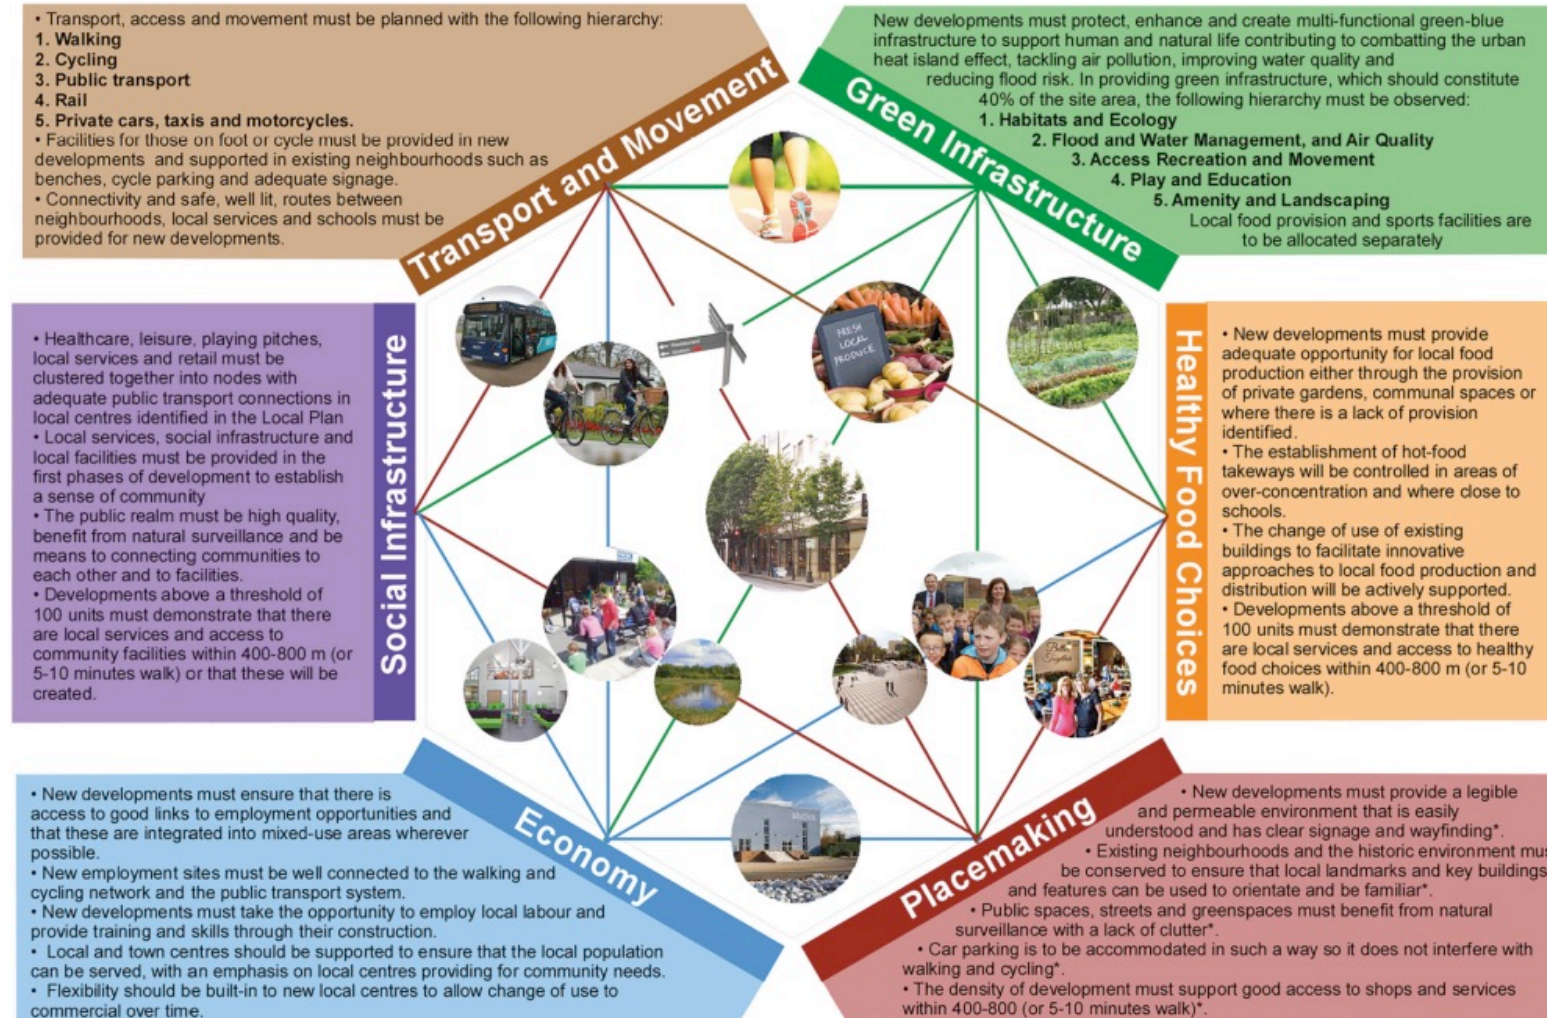 • Transport, access and movement must be planned with the following hierarchy:
1. Walking
2. Cycling
3. Public transport
4. Rail
5. Private cars, taxis and motorcycles.
• Facilities for those on foot or cycle must be provided in new
developments and supported in existing neighbourhoods such as
benches, cycle parking and adequate signage.
• Connectivity and safe, well lit, routes between
neighbourhoods, local services and schools must be
provided for new developments.
Transport and Movement
New developments must protect, enhance and create multi-functional green-blue
infrastructure to support human and natural life contributing to combatting the urban
heat island effect, tackling air pollution, improving water quality and
reducing flood risk. In providing green infrastructure, which should constitute
40% of the site area, the following hierarchy must be observed:
1. Habitats and Ecology
2. Flood and Water Management, and Air Quality
3. Access Recreation and Movement
4. Play and Education
5. Amenity and Landscaping
Local food provision and sports facilities are
to be allocated separately
Green Infrastructure
• Healthcare, leisure, playing pitches,
local services and retail must be
clustered together into nodes with
adequate public transport connections in
local centres identified in the Local Plan
• Local services, social infrastructure and
local facilities must be provided in the
first phases of development to establish
a sense of community
• The public realm must be high quality,
benefit from natural surveillance and be
means to connecting communities to
each other and to facilities.
• Developments above a threshold of
100 units must demonstrate that there
are local services and access to
community facilities within 400-800 m (or
5-10 minutes walk) or that these will be
created.
Social Infrastructure
FRESH
LOCAL
PRODUCE
Healthy Food Choices
• New developments must provide
adequate opportunity for local food
production either through the provision
of private gardens, communal spaces or
where there is a lack of provision
identified.
• The establishment of hot-food
takeways will be controlled in areas of
over-concentration and where close to
schools.
• The change of use of existing
buildings to facilitate innovative
approaches to local food production and
distribution will be actively supported.
• Developments above a threshold of
100 units must demonstrate that there
are local services and access to healthy
food choices within 400-800 m (or 5-10
minutes walk).
• New developments must ensure that there is
access to good links to employment opportunities and
that these are integrated into mixed-use areas wherever
possible.
• New employment sites must be well connected to the walking and
cycling network and the public transport system.
• New developments must take the opportunity to employ local labour and
provide training and skills through their construction.
• Local and town centres should be supported to ensure that the local population
can be served, with an emphasis on local centres providing for community needs.
• Flexibility should be built-in to new local centres to allow change of use to
commercial over time.
Economy
Placemaking
• New developments must provide a legible
and permeable environment that is easily
understood and has clear signage and wayfinding*.
• Existing neighbourhoods and the historic environment mus
be conserved to ensure that local landmarks and key buildings
and features can be used to orientate and be familiar*.
• Public spaces, streets and greenspaces must benefit from natural
surveillance with a lack of clutter*.
• Car parking is to be accommodated in such a way so it does not interfere with
walking and cycling*.
• The density of development must support good access to shops and services
within 400-800 (or 5-10 minutes walk)*.